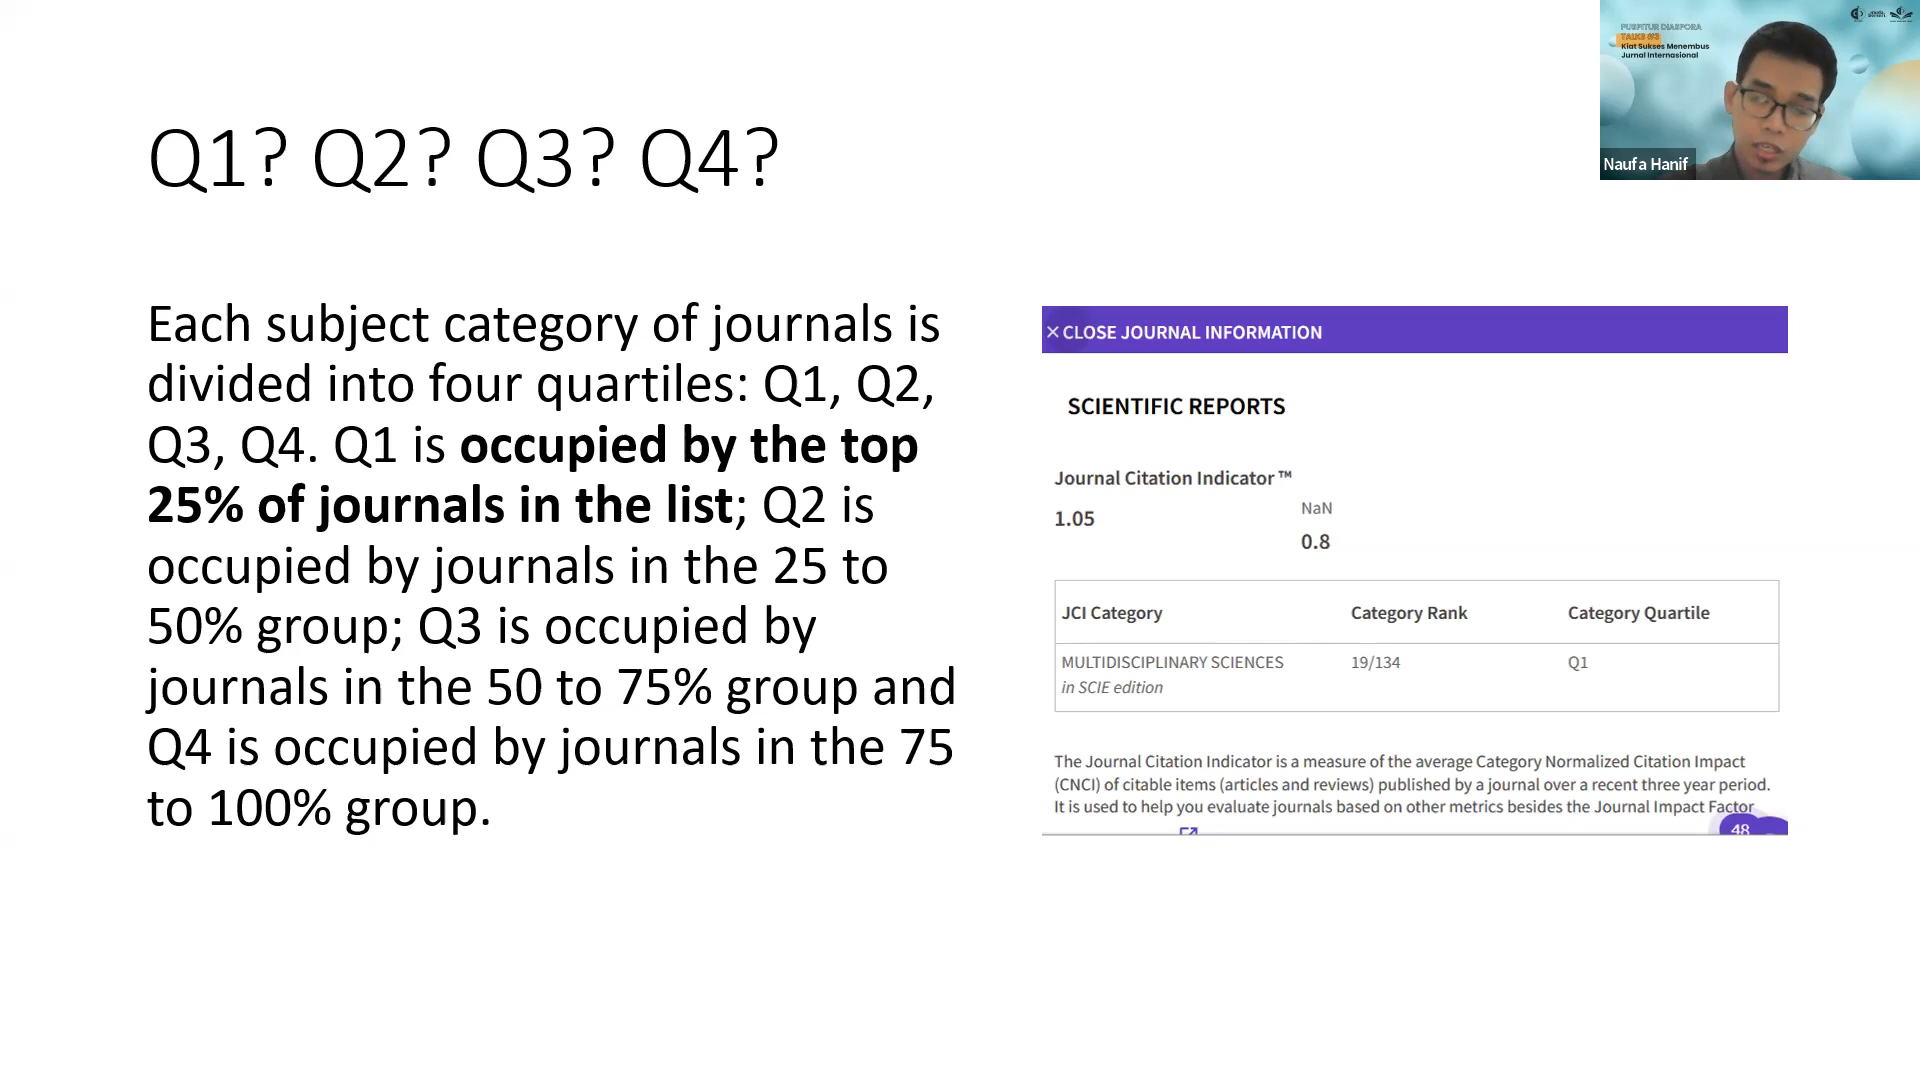 Q1? Q2? Q3? Q4?
Each subject category of journals is
divided into four quartiles: Q1, Q2,
Q3, Q4. Q1 is occupied by the top
25% of journals in the list; Q2 is
occupied by journals in the 25 to
50% group; Q3 is occupied by
journals in the 50 to 75% group and
Q4 is occupied by journals in the 75
to 100% group.
× CLOSE JOURNAL INFORMATION
SCIENTIFIC REPORTS
Journal Citation Indicator ™
NaN
1.05
0.8
JCI Category Category Rank Category Quartile
MULTIDISCIPLINARY SCIENCES 19/134 Q1
in SCIE edition
The Journal Citation Indicator is a measure of the average Category Normalized Citation Impact
(CNCI) of citable items (articles and reviews) published by a journal over a recent three year period.
It is used to help you evaluate journals based on other metrics besides the Journal Impact Factor
48
PUSPITUR DIASPORA
TALKS #3
Kiat Sukses Menembus
Jurnal Internasional
Naufa Hanif